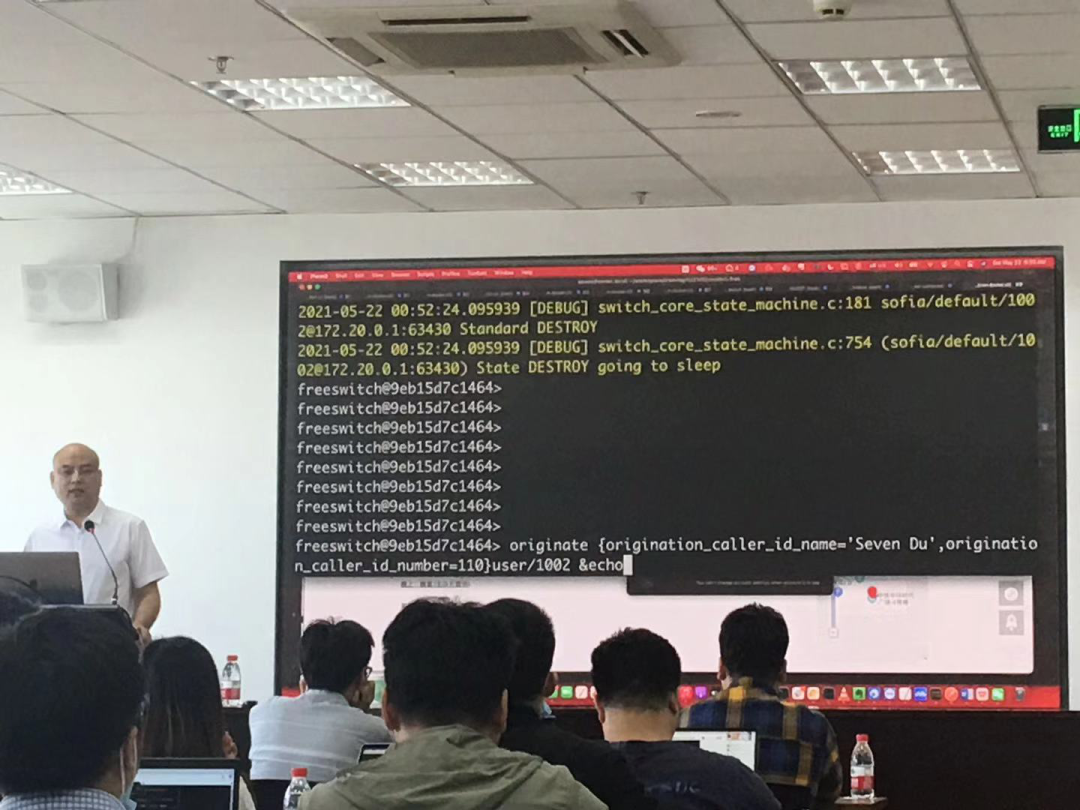 EXIT
2021-05-22 00:52:24.095939 [DEBUG] switch_core_state_machine.c:181 sofia/default/100
2@172.20.0.1:63430 Standard DESTROY
2021-05-22 00:52:24.095939 [DEBUG] switch_core_state_machine.c:754 (sofia/default/10
02@172.20.0.1:63430) State DESTROY going to sleep
freeswitch@9eb15d7c1464>
freeswitch@9eb15d7c1464>
freeswitch@9eb15d7c1464>
freeswitch@9eb15d7c1464>
freeswitch@9eb15d7c1464>
freeswitch@9eb15d7c1464>
freeswitch@9eb15d7c1464>
freeswitch@9eb15d7c1464>
freeswitch@9eb15d7c1464> originate {origination_caller_id_name='Seven Du',originatio
n_caller_id_number=110}user/1002 &echo